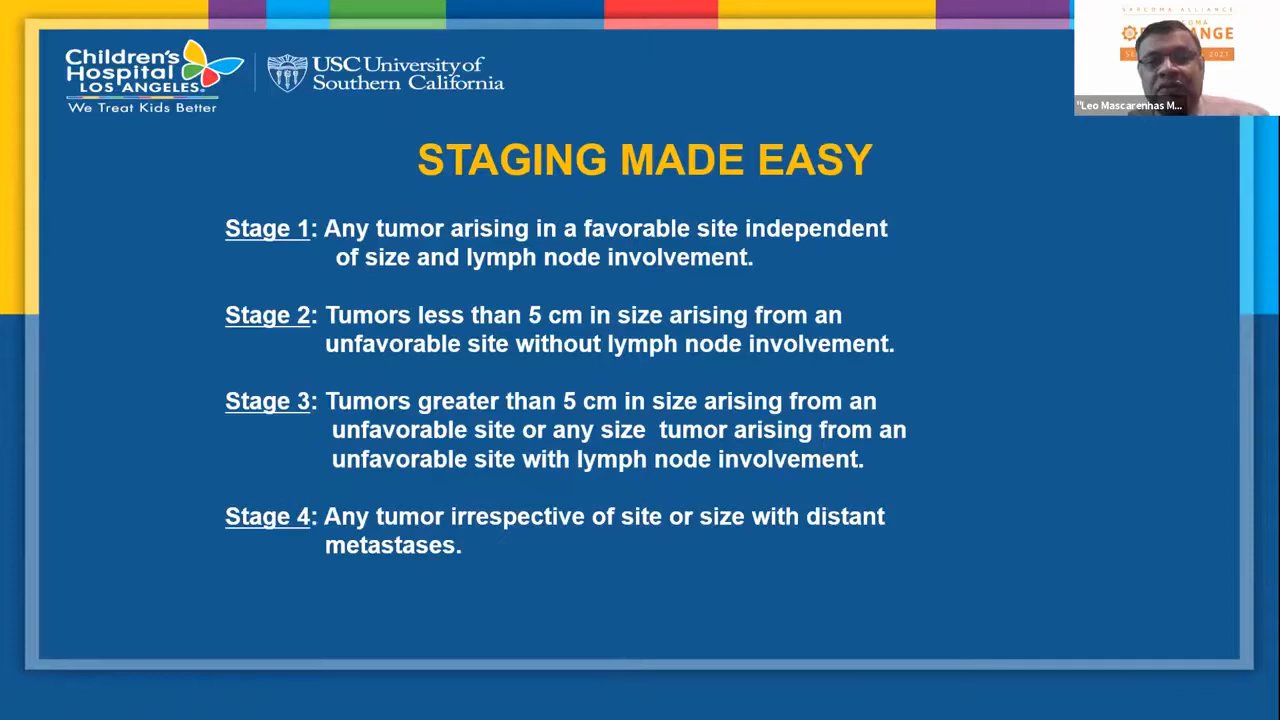 Children's
Hospital
LOS ANGELES
We Treat Kids Better
USC University of
Southern California
SARCOMA ALLIANCE
"Leo Mascarenhas M...
STAGING MADE EASY
Stage 1: Any tumor arising in a favorable site independent
of size and lymph node involvement.
Stage 2: Tumors less than 5 cm in size arising from an
unfavorable site without lymph node involvement.
Stage 3: Tumors greater than 5 cm in size arising from an
unfavorable site or any size tumor arising from an
unfavorable site with lymph node involvement.
Stage 4: Any tumor irrespective of site or size with distant
metastases.